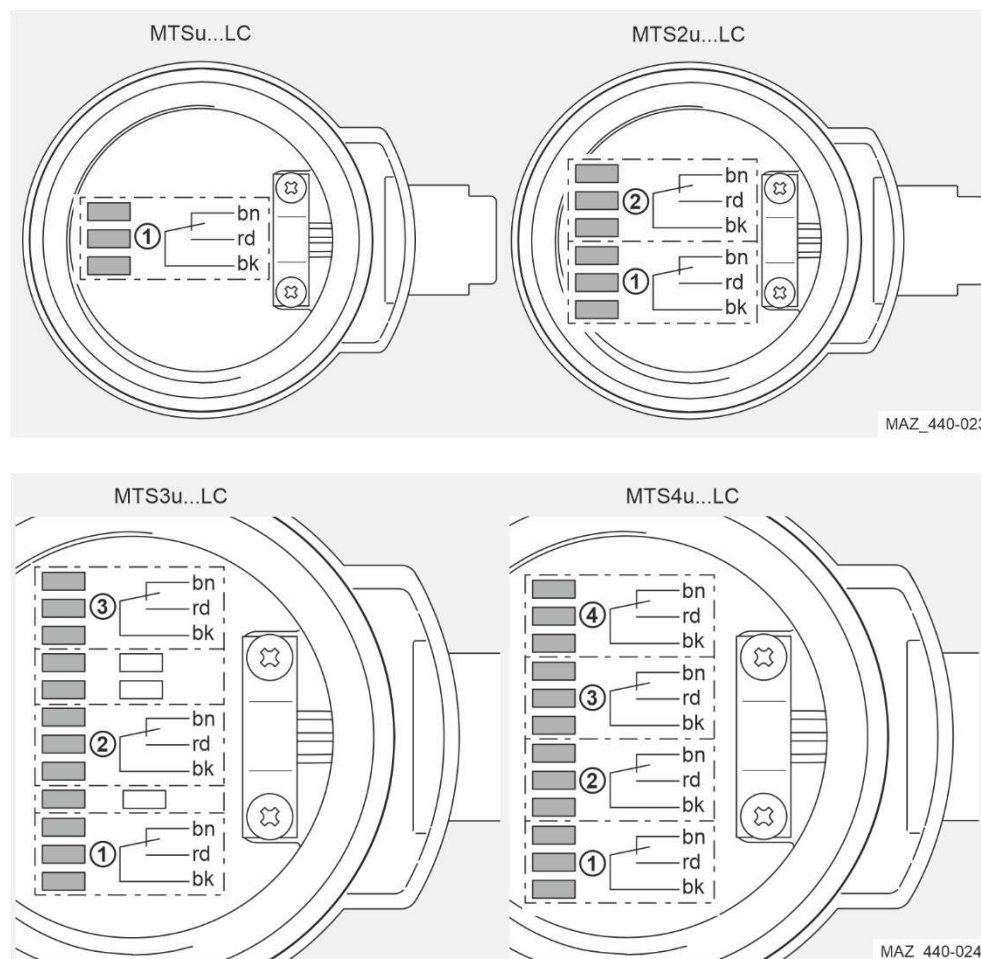 MTSu...LC
MTS2u...LC
bn
① rd
bk
bn
② rd
bk
bn
① rd
bk
MAZ_440-023
MTS3u...LC
MTS4u...LC
bn
③ rd
bk
bn
② rd
bk
bn
① rd
bk
bn
④ rd
bk
bn
③ rd
bk
bn
② rd
bk
bn
① rd
bk
MAZ_440-024